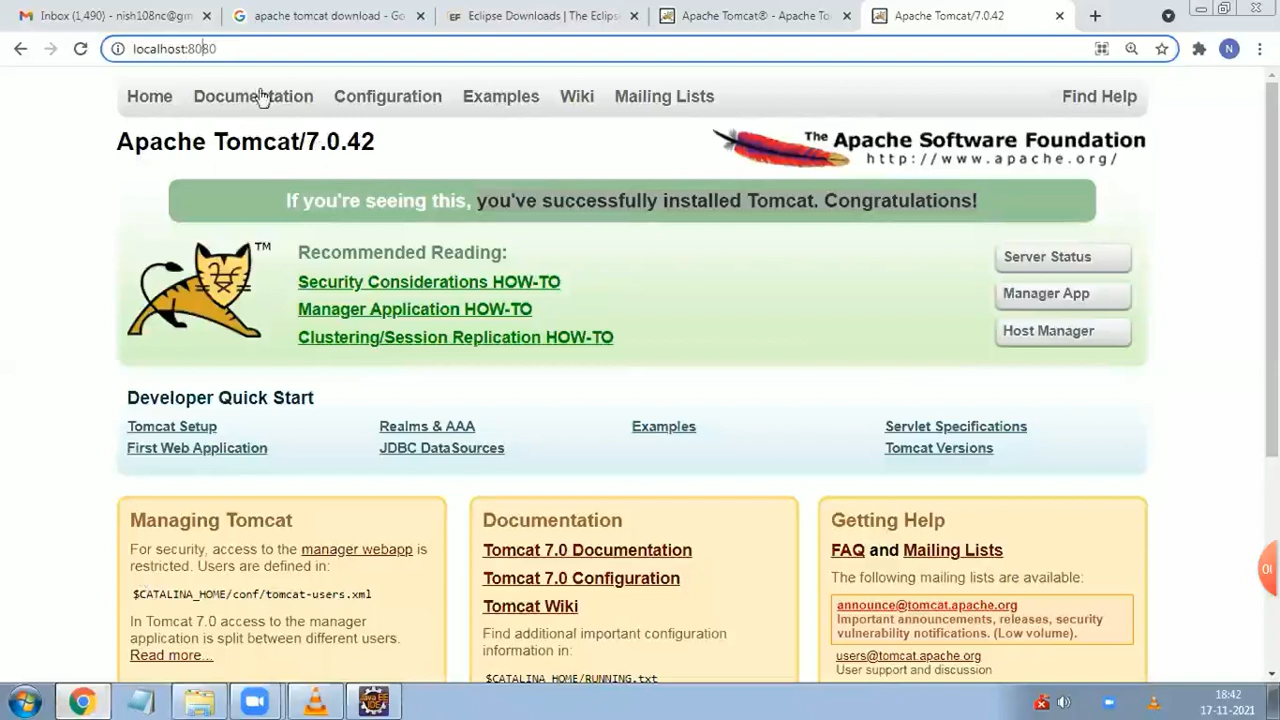 Inbox (1,490) - nish108nc@gm
apache tomcat download - Go
Eclipse Downloads | The Eclips
Apache Tomcat® - Apache To
Apache Tomcat/7.0.42
localhost:8080
N
Home Documentation Configuration Examples Wiki Mailing Lists Find Help
Apache Tomcat/7.0.42
The Apache Software Foundation
http://www.apache.org/
If you're seeing this, you've successfully installed Tomcat. Congratulations!
TM
Recommended Reading:
Security Considerations HOW-TO
Manager Application HOW-TO
Clustering/Session Replication HOW-TO
Server Status
Manager App
Host Manager
Developer Quick Start
Tomcat Setup
First Web Application
Realms & AAA
JDBC DataSources
Examples
Servlet Specifications
Tomcat Versions
Managing Tomcat
For security, access to the manager webapp is
restricted. Users are defined in:
$CATALINA_HOME/conf/tomcat-users.xml
In Tomcat 7.0 access to the manager
application is split between different users.
Read more...
Documentation
Tomcat 7.0 Documentation
Tomcat 7.0 Configuration
Tomcat Wiki
Find additional important configuration
information in:
$CATALINA_HOME/RUNNING.txt
Getting Help
FAQ and Mailing Lists
The following mailing lists are available:
announce@tomcat.apache.org
Important announcements, releases, security
vulnerability notifications. (Low volume).
users@tomcat.apache.org
User support and discussion
Java EE
IDE
18:42
17-11-2021